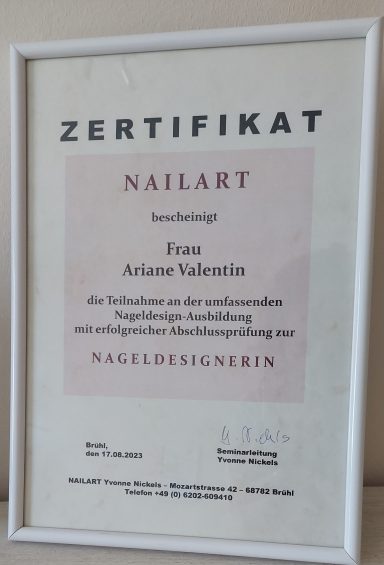 ZERTIFIKAT
NAILART
bescheinigt
Frau
Ariane Valentin
die Teilnahme an der umfassenden
Nageldesign-Ausbildung
mit erfolgreicher Abschlussprüfung zur
NAGELDESIGNERIN
Brühl,
den 17.08.2023
Seminarleitung
Yvonne Nickels
NAILART Yvonne Nickels – Mozartstrasse 42 – 68782 Brühl
Telefon +49 (0) 6202-609410